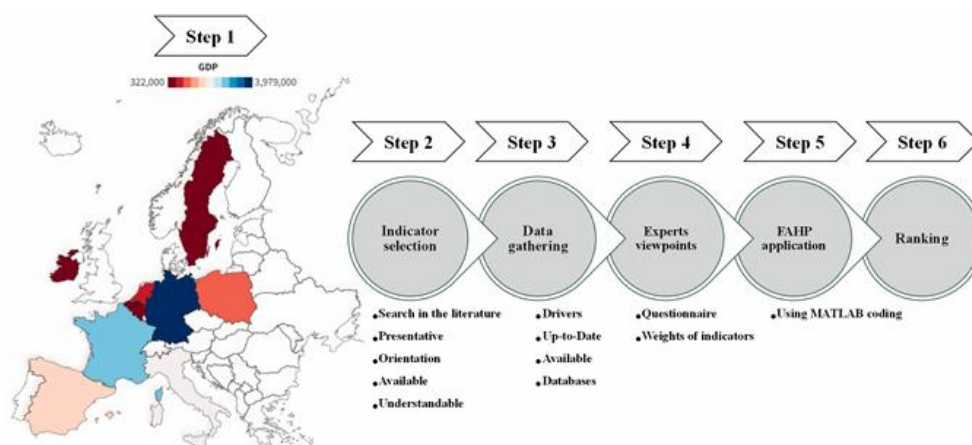 Step 1
GDP
322,000 3,979,000
Step 2
Step 3
Step 4
Step 5
Step 6
Indicator
selection
Data
gathering
Experts
viewpoints
FAHP
application
Ranking
•Search in the literature
•Presentative
•Orientation
•Available
•Understandable
•Drivers
•Up-to-Date
•Available
•Databases
•Questionnaire
•Weights of indicators
•Using MATLAB coding